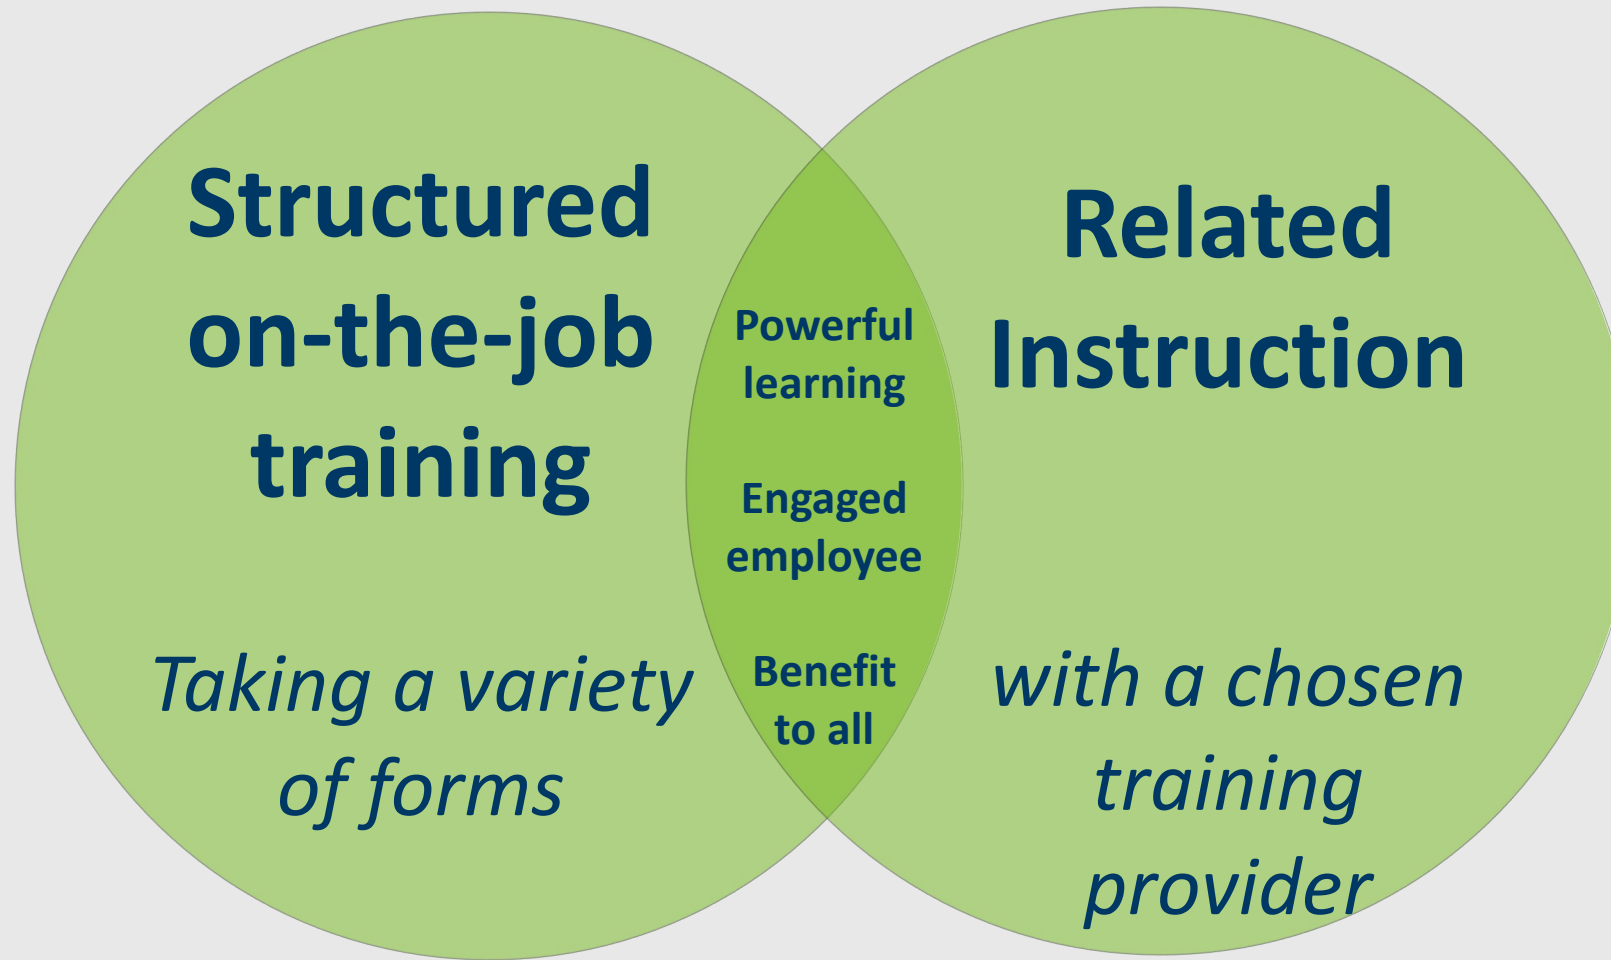 Structured
on-the-job
training
Taking a variety
of forms
Powerful
learning
Engaged
employee
Benefit
to all
Related
Instruction
with a chosen
training
provider